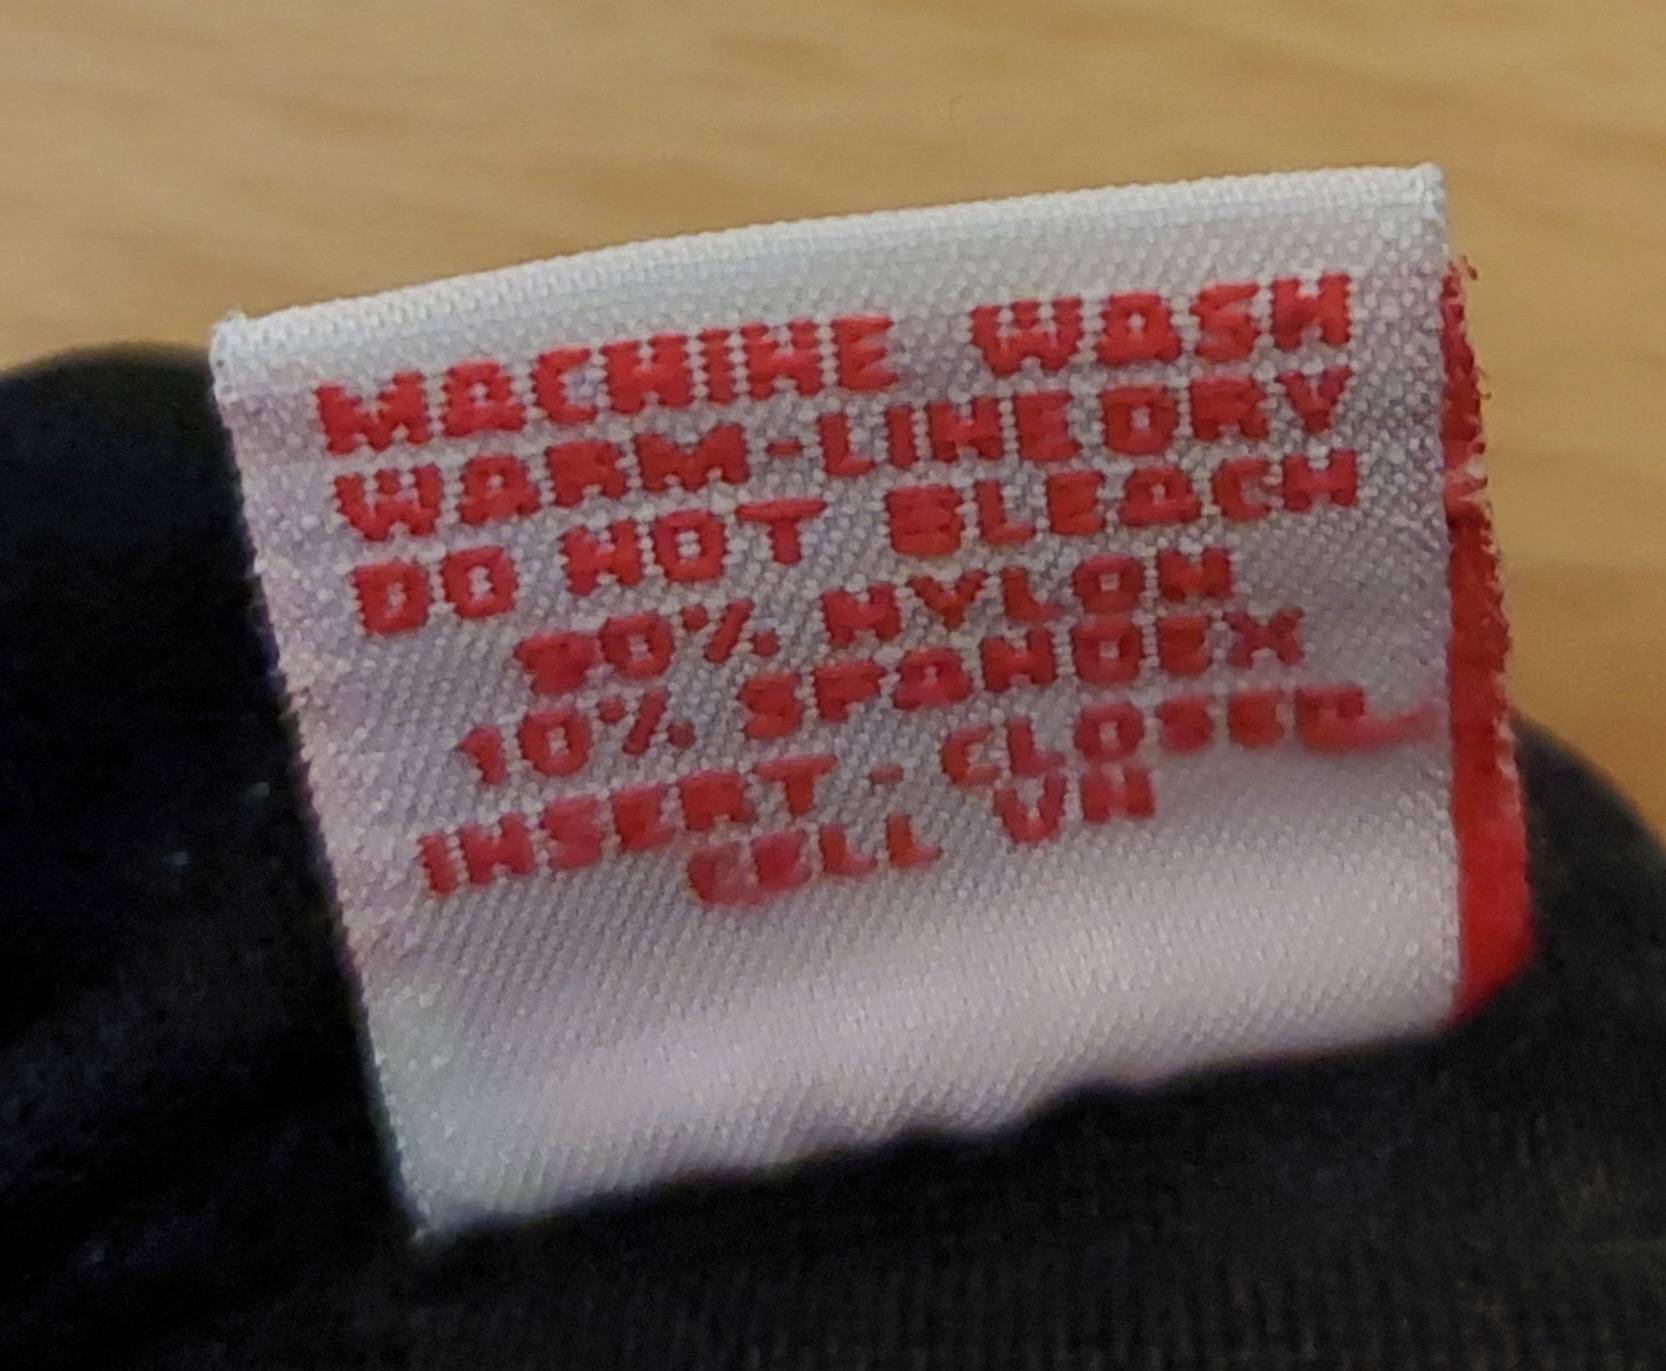 MACHINE WASH
WARM-LINEDRY
DO NOT BLEACH
90% NYLON
10% SPANDEX
INSERT - CLOSED
CELL VN